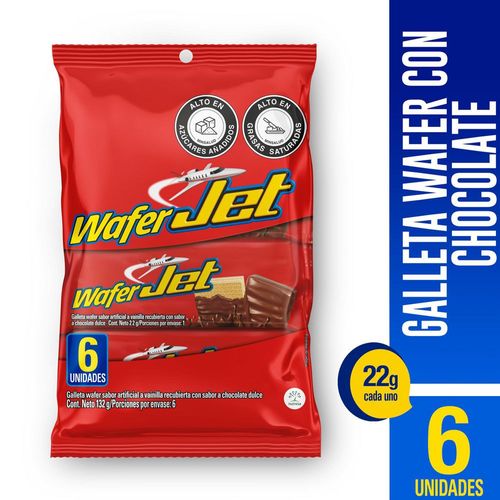 ALTO EN
AZÚCARES AÑADIDOS
MINSALUD
ALTO EN
GRASAS SATURADAS
MINSALUD
Wafer Jet
Wafer Jet
Galleta wafer sabor artificial a vainilla recubierta con sabor
a chocolate dulce · Cont. Neto 22 g/Porciones por envase: 1
6
UNIDADES
Galleta wafer sabor artificial a vainilla recubierta con sabor a chocolate dulce
Cont. Neto 132 g/Porciones por envase: 6
GALLETA WAFER CON
CHOCOLATE
22g
cada uno
6
UNIDADES